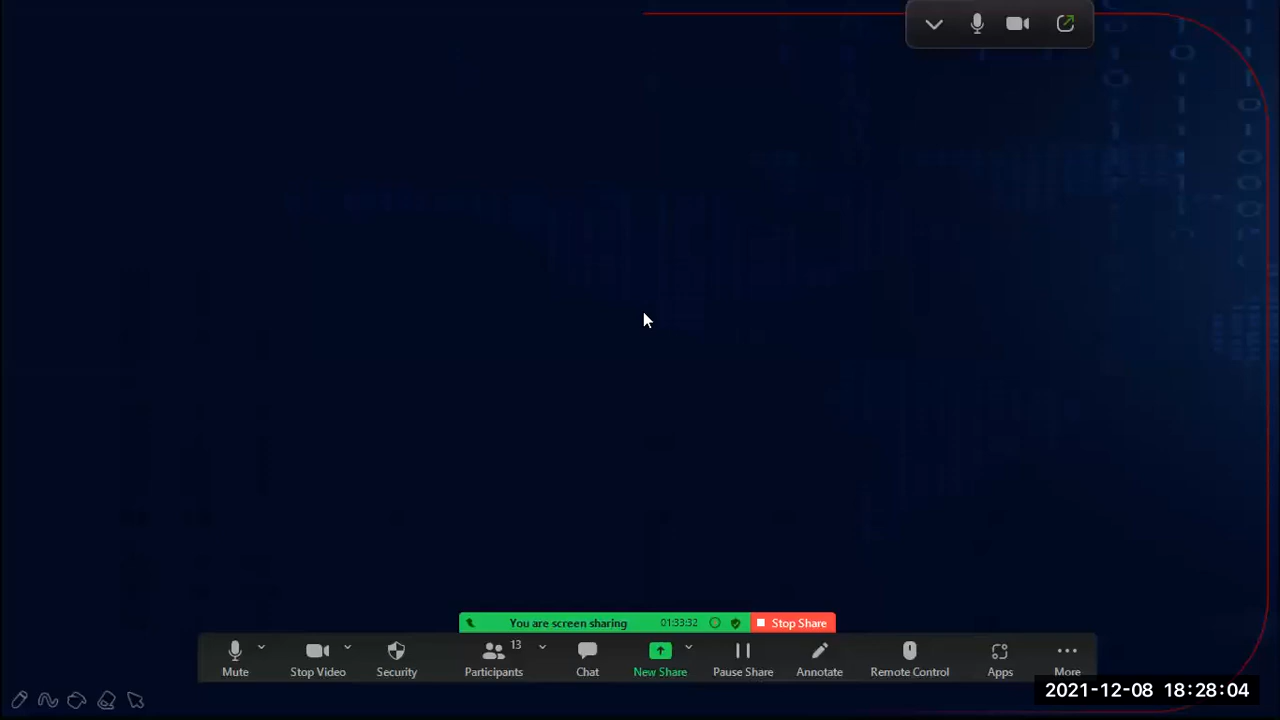 You are screen sharing 01:33:32 Stop Share
Mute Stop Video Security Participants 13 Chat New Share Pause Share Annotate Remote Control Apps More
2021-12-08 18:28:04